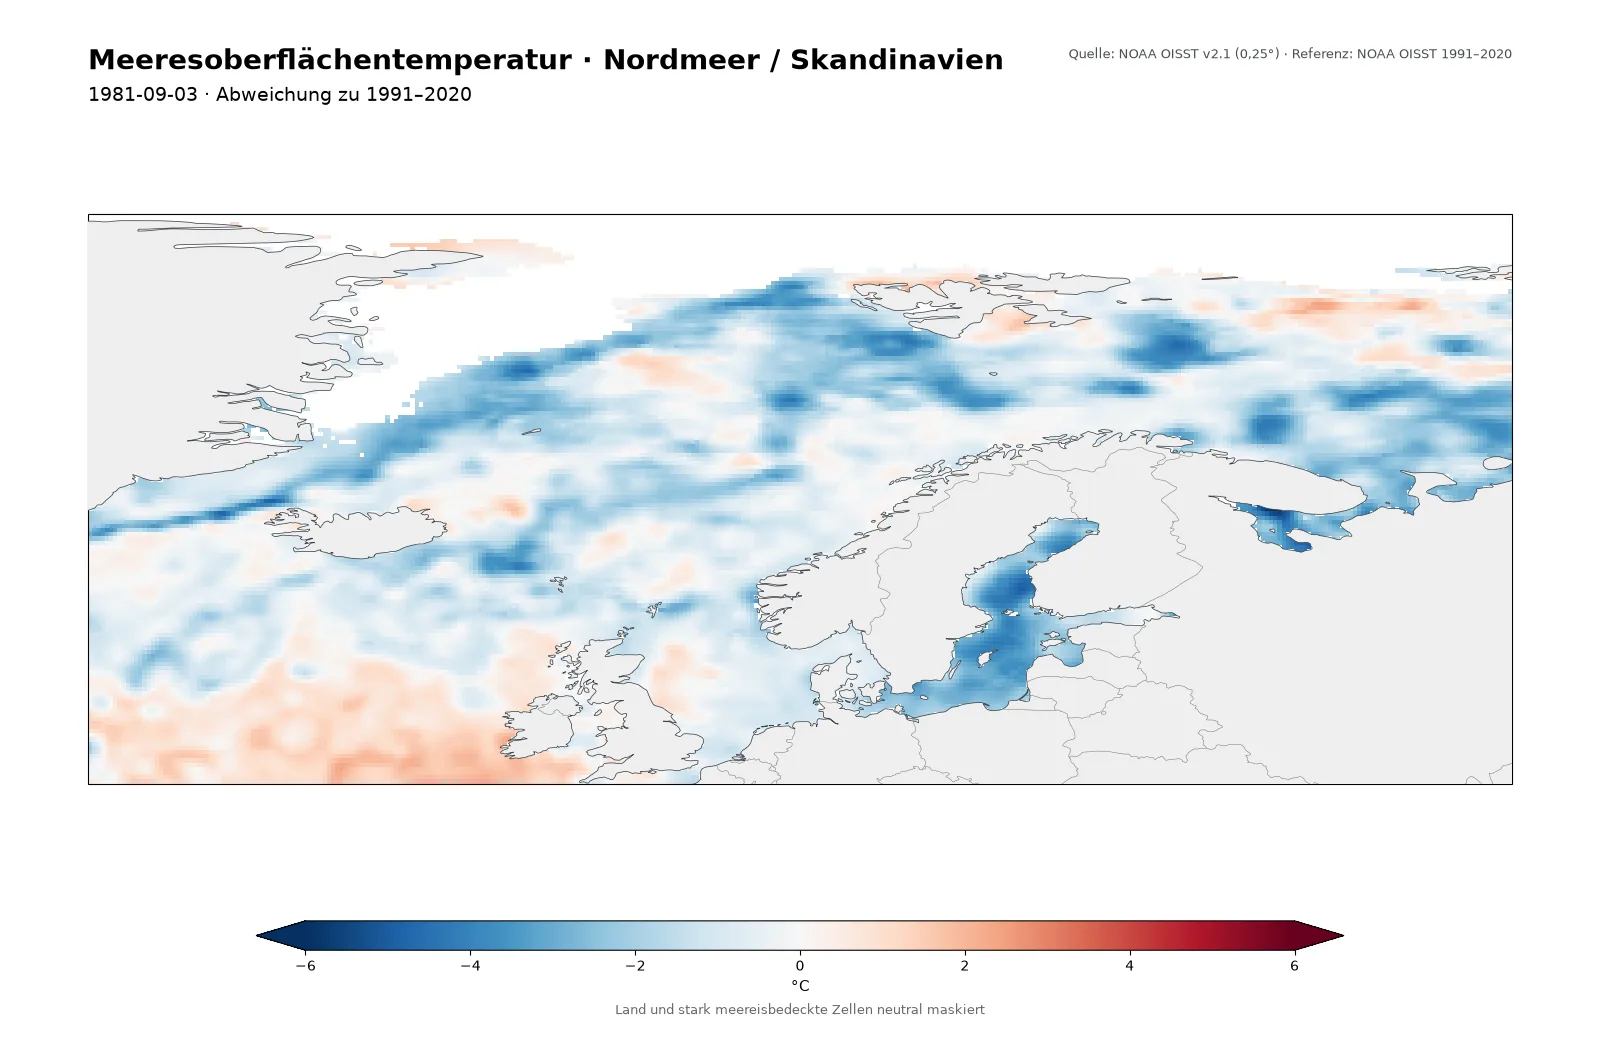 Meeresoberflächentemperatur · Nordmeer / Skandinavien
Quelle: NOAA OISST v2.1 (0,25°) · Referenz: NOAA OISST 1991–2020
1981-09-03 · Abweichung zu 1991–2020
−6 −4 −2 0 2 4 6
°C
Land und stark meereisbedeckte Zellen neutral maskiert